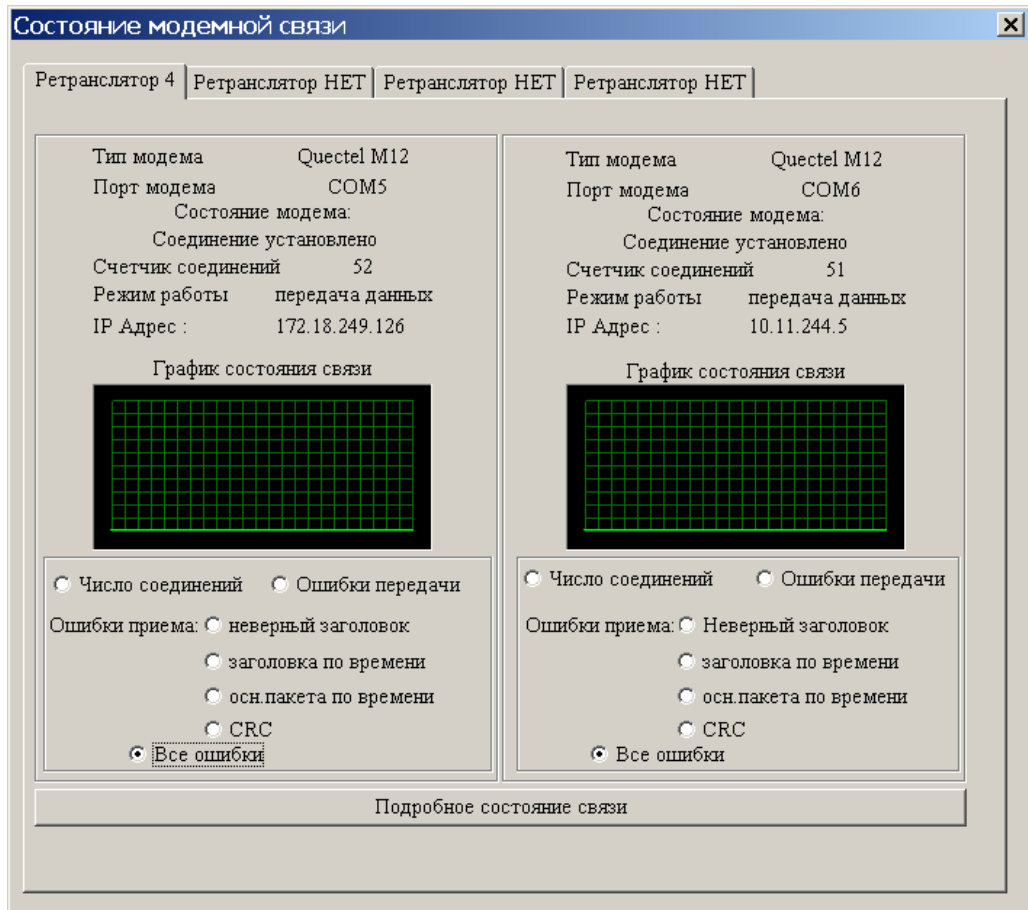 Состояние модемной связи
Ретранслятор 4 Ретранслятор НЕТ Ретранслятор НЕТ Ретранслятор НЕТ
Тип модема Quectel M12
Порт модема COM5
Состояние модема:
Соединение установлено
Счетчик соединений 52
Режим работы передача данных
IP Адрес : 172.18.249.126
График состояния связи
Число соединений Ошибки передачи
Ошибки приема: неверный заголовок
заголовка по времени
осн.пакета по времени
CRC
Все ошибки
Тип модема Quectel M12
Порт модема COM6
Состояние модема:
Соединение установлено
Счетчик соединений 51
Режим работы передача данных
IP Адрес : 10.11.244.5
График состояния связи
Число соединений Ошибки передачи
Ошибки приема: Неверный заголовок
заголовка по времени
осн.пакета по времени
CRC
Все ошибки
Подробное состояние связи